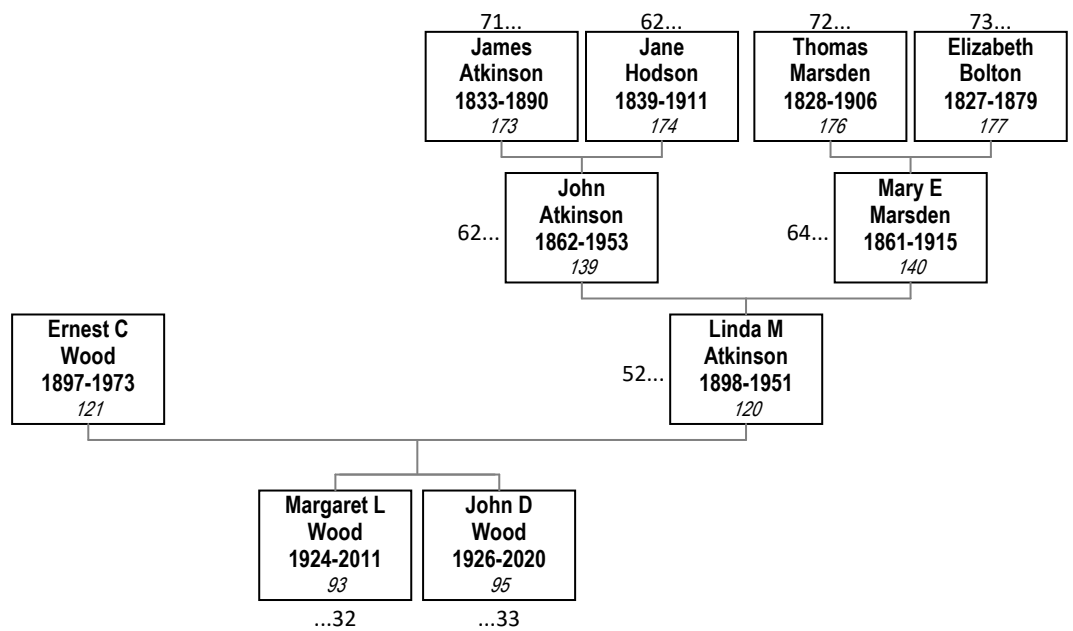 71...
James
Atkinson
1833-1890
173
62...
Jane
Hodson
1839-1911
174
72...
Thomas
Marsden
1828-1906
176
73...
Elizabeth
Bolton
1827-1879
177
62...
John
Atkinson
1862-1953
139
64...
Mary E
Marsden
1861-1915
140
Ernest C
Wood
1897-1973
121
52...
Linda M
Atkinson
1898-1951
120
Margaret L
Wood
1924-2011
93
...32
John D
Wood
1926-2020
95
...33